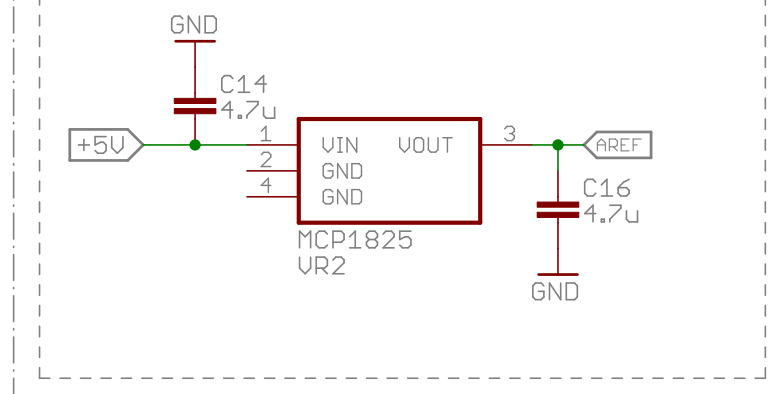 GND
C14
4.7u
+5V
1
VIN
VOUT
3
AREF
2
GND
4
GND
C16
4.7u
MCP1825
VR2
GND